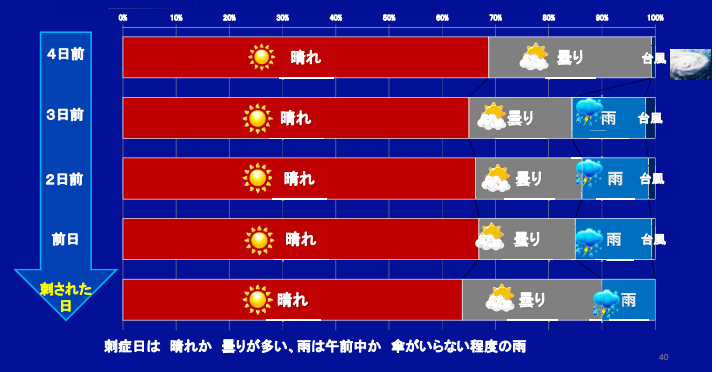 0% 10% 20% 30% 40% 50% 60% 70% 80% 90% 100%
4日前 晴れ 曇り 台風
3日前 晴れ 曇り 雨 台風
2日前 晴れ 曇り 雨 台風
前日 晴れ 曇り 雨 台風
刺された
日 晴れ 曇り 雨
刺症日は 晴れか 曇りが多い、雨は午前中か 傘がいらない程度の雨
40